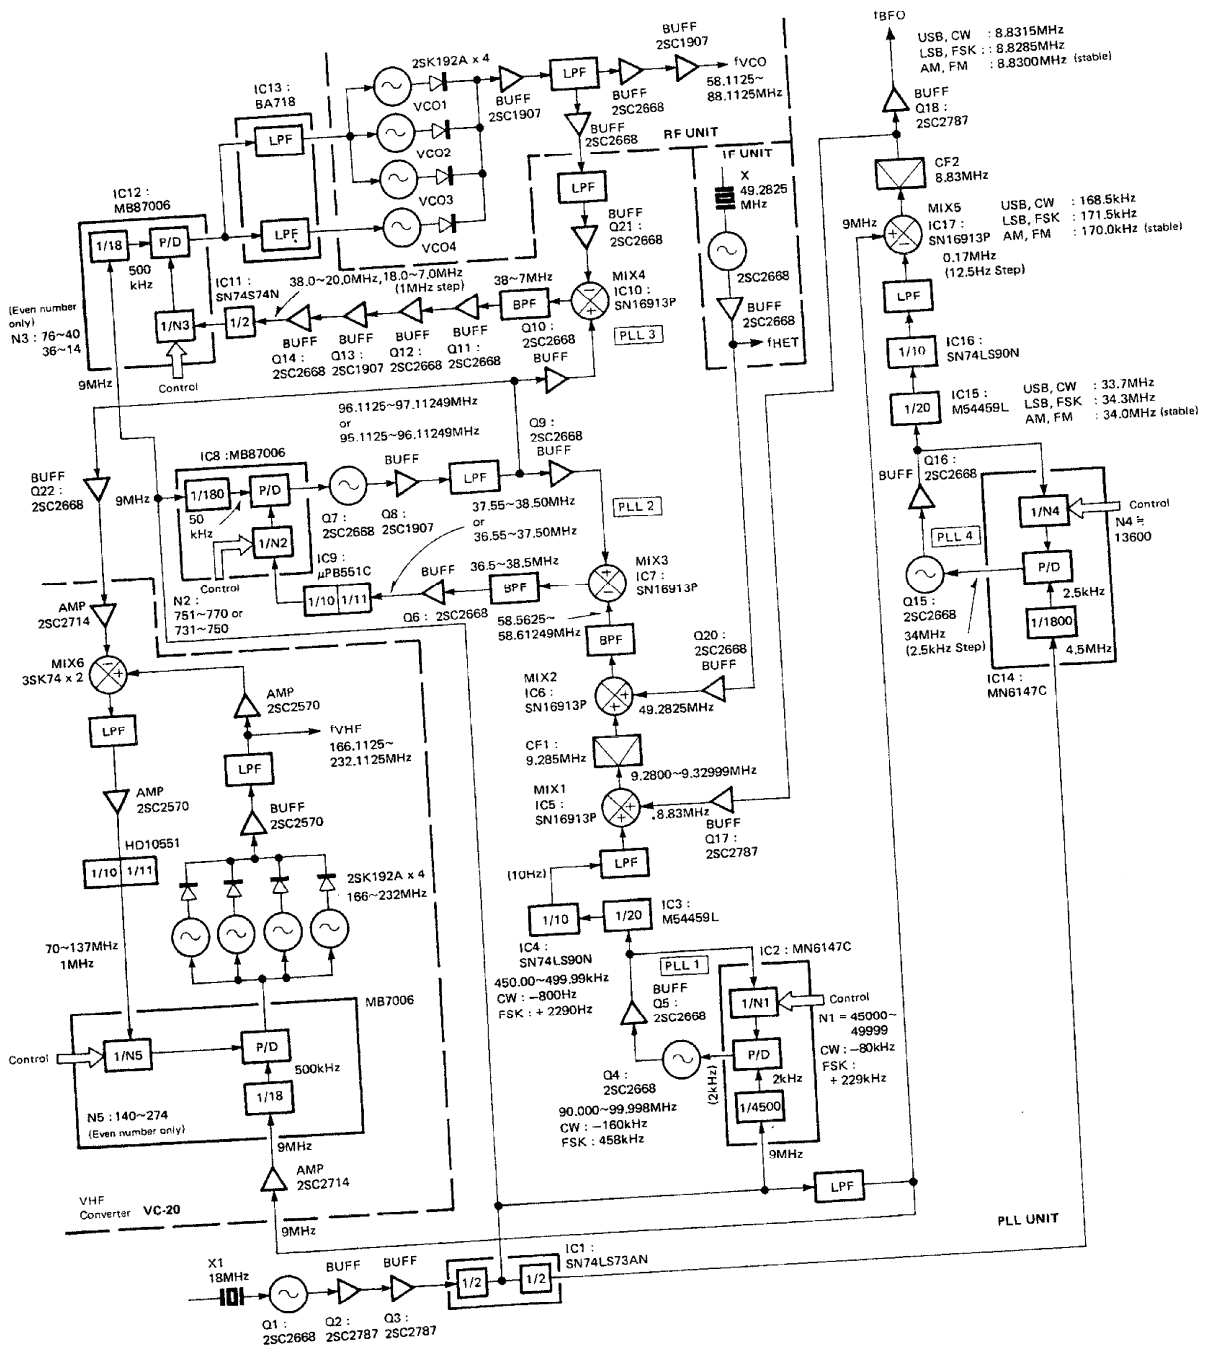 fBFO
USB, CW : 8.8315MHz
LSB, FSK : : 8.8285MHz
AM, FM : 8.8300MHz (stable)
BUFF
Q18 :
2SC2787
CF2
8.83MHz
9MHz
MIX5
IC17 :
SN16913P
USB, CW : 168.5kHz
LSB, FSK : 171.5kHz
AM, FM : 170.0kHz (stable)
0.17MHz
(12.5Hz Step)
LPF
1/10
IC16 :
SN74LS90N
1/20
IC15 :
M54459L
USB, CW : 33.7MHz
LSB, FSK : 34.3MHz
AM, FM : 34.0MHz (stable)
BUFF
Q16 :
2SC2668
1/N4
Control
N4 ≒
13600
PLL 4
P/D
2.5kHz
1/1800
4.5MHz
Q15 :
2SC2668
34MHz
(2.5kHz Step)
IC14 :
MN6147C
BUFF
2SC1907
2SK192A x 4
fVCO
58.1125~
88.1125MHz
LPF
BUFF
2SC1907
BUFF
2SC2668
BUFF
2SC2668
RF UNIT
VCO1
VCO2
VCO3
VCO4
IC13 :
BA718
LPF
LPF
IC12 :
MB87006
1/18
P/D
500
kHz
1/N3
(Even number
only)
N3 : 76~40
36~14
9MHz
Control
IC11 :
SN74S74N
1/2
38.0~20.0MHz, 18.0~7.0MHz
(1MHz step)
BUFF
Q14 :
2SC2668
BUFF
Q13 :
2SC1907
BUFF
Q12 :
2SC2668
BUFF
Q11 :
2SC2668
38~7MHz
BPF
LPF
BUFF
Q21 :
2SC2668
MIX4
IC10 :
SN16913P
PLL 3
Q10 :
2SC2668
BUFF
IF UNIT
X
49.2825
MHz
2SC2668
BUFF
2SC2668
fHET
96.1125~97.11249MHz
or
95.1125~96.11249MHz
Q9 :
2SC2668
BUFF
BUFF
Q22 :
2SC2668
9MHz
IC8 : MB87006
1/180
P/D
50
kHz
1/N2
Control
N2 :
751~770 or
731~750
Q7 :
2SC2668
BUFF
Q8 :
2SC1907
LPF
37.55~38.50MHz
or
36.55~37.50MHz
PLL 2
IC9 :
μPB551C
1/10 1/11
BUFF
Q6 : 2SC2668
36.5~38.5MHz
BPF
MIX3
IC7 :
SN16913P
58.5625~
58.61249MHz
BPF
Q20 :
2SC2668
BUFF
MIX2
IC6 :
SN16913P
49.2825MHz
CF1 :
9.285MHz
9.2800~9.32999MHz
MIX1
IC5 :
SN16913P
8.83MHz
BUFF
Q17 :
2SC2787
(10Hz)
LPF
1/10
1/20
IC3 :
M54459L
IC4 :
SN74LS90N
450.00~499.99kHz
CW : −800Hz
FSK : + 2290Hz
PLL 1
BUFF
Q5 :
2SC2668
IC2 : MN6147C
1/N1
Control
N1 = 45000~
49999
CW : −80kHz
FSK :
+ 229kHz
P/D
2kHz
(2kHz)
1/4500
9MHz
Q4 :
2SC2668
90.000~99.998MHz
CW : −160kHz
FSK : 458kHz
LPF
PLL UNIT
AMP
2SC2714
MIX6
3SK74 x 2
LPF
AMP
2SC2570
HD10551
1/10 1/11
70~137MHz
1MHz
AMP
2SC2570
fVHF
166.1125~
232.1125MHz
LPF
BUFF
2SC2570
2SK192A x 4
166~232MHz
MB7006
Control
1/N5
P/D
500kHz
1/18
N5 : 140~274
(Even number only)
9MHz
AMP
2SC2714
VHF
Converter VC-20
9MHz
X1
18MHz
Q1 :
2SC2668
BUFF
Q2 :
2SC2787
BUFF
Q3 :
2SC2787
IC1 :
SN74LS73AN
1/2
1/2